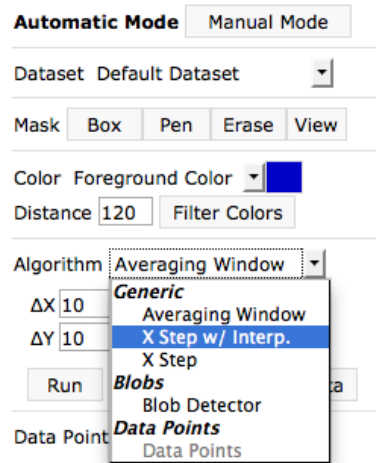 Automatic Mode Manual Mode
Dataset Default Dataset
Mask Box Pen Erase View
Color Foreground Color
Distance 120 Filter Colors
Algorithm Averaging Window
Generic
ΔX 10 Averaging Window
ΔY 10 X Step w/ Interp.
X Step
Run Blobs
Blob Detector
Data Point Data Points
Data Points